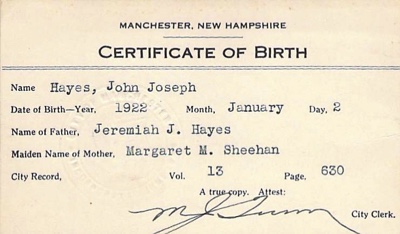 MANCHESTER, NEW HAMPSHIRE
CERTIFICATE OF BIRTH
Name Hayes, John Joseph
Date of Birth—Year, 1922 Month, January Day, 2
Name of Father, Jeremiah J. Hayes
Maiden Name of Mother, Margaret M. Sheehan
City Record, Vol. 13 Page. 630
A true copy. Attest:
City Clerk.